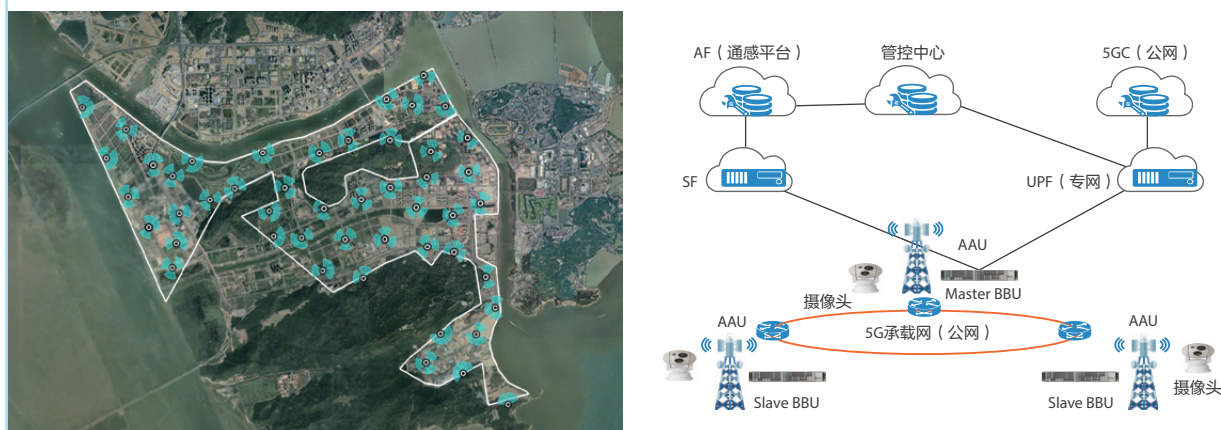 AF（通感平台）
管控中心
5GC（公网）
SF
UPF（专网）
AAU
Master BBU
摄像头
5G承载网（公网）
AAU
Slave BBU
AAU
Slave BBU
摄像头